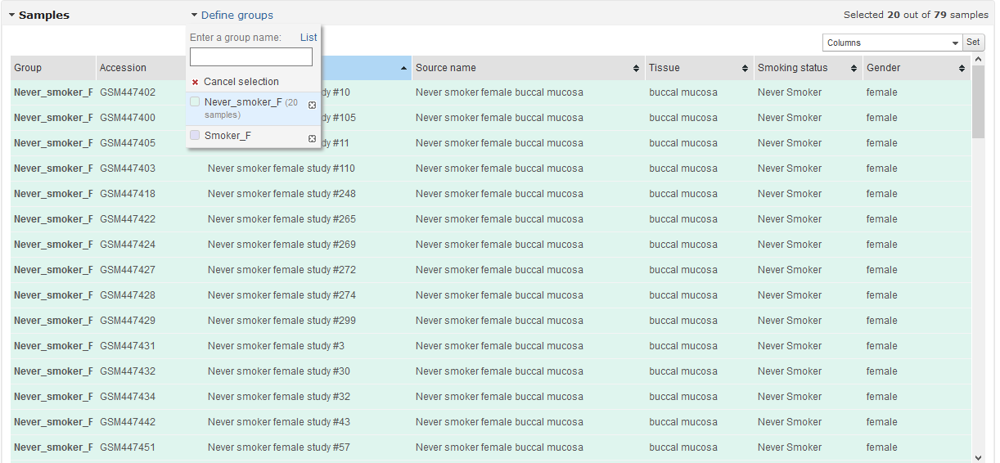 Samples Define groups Selected 20 out of 79 samples
Enter a group name: List
Columns Set
Group Accession Source name Tissue Smoking status Gender
Cancel selection
Never_smoker_F GSM447402 dy #10 Never smoker female buccal mucosa buccal mucosa Never Smoker female
Never_smoker_F (20
samples)
Never_smoker_F GSM447400 dy #105 Never smoker female buccal mucosa buccal mucosa Never Smoker female
Smoker_F
Never_smoker_F GSM447405 dy #11 Never smoker female buccal mucosa buccal mucosa Never Smoker female
Never_smoker_F GSM447403 Never smoker female study #110 Never smoker female buccal mucosa buccal mucosa Never Smoker female
Never_smoker_F GSM447418 Never smoker female study #248 Never smoker female buccal mucosa buccal mucosa Never Smoker female
Never_smoker_F GSM447422 Never smoker female study #265 Never smoker female buccal mucosa buccal mucosa Never Smoker female
Never_smoker_F GSM447424 Never smoker female study #269 Never smoker female buccal mucosa buccal mucosa Never Smoker female
Never_smoker_F GSM447427 Never smoker female study #272 Never smoker female buccal mucosa buccal mucosa Never Smoker female
Never_smoker_F GSM447428 Never smoker female study #274 Never smoker female buccal mucosa buccal mucosa Never Smoker female
Never_smoker_F GSM447429 Never smoker female study #299 Never smoker female buccal mucosa buccal mucosa Never Smoker female
Never_smoker_F GSM447431 Never smoker female study #3 Never smoker female buccal mucosa buccal mucosa Never Smoker female
Never_smoker_F GSM447432 Never smoker female study #30 Never smoker female buccal mucosa buccal mucosa Never Smoker female
Never_smoker_F GSM447434 Never smoker female study #32 Never smoker female buccal mucosa buccal mucosa Never Smoker female
Never_smoker_F GSM447442 Never smoker female study #43 Never smoker female buccal mucosa buccal mucosa Never Smoker female
Never_smoker_F GSM447451 Never smoker female study #57 Never smoker female buccal mucosa buccal mucosa Never Smoker female